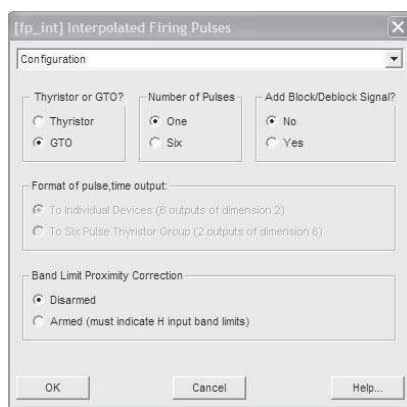 [fp_int] Interpolated Firing Pulses
Configuration
Thyristor or GTO?
Thyristor
GTO
Number of Pulses
One
Six
Add Block/Deblock Signal?
No
Yes
Format of pulse,time output:
To Individual Devices (6 outputs of dimension 2)
To Six Pulse Thyristor Group (2 outputs of dimension 6)
Band Limit Proximity Correction
Disarmed
Armed (must indicate H input band limits)
OK Cancel Help...